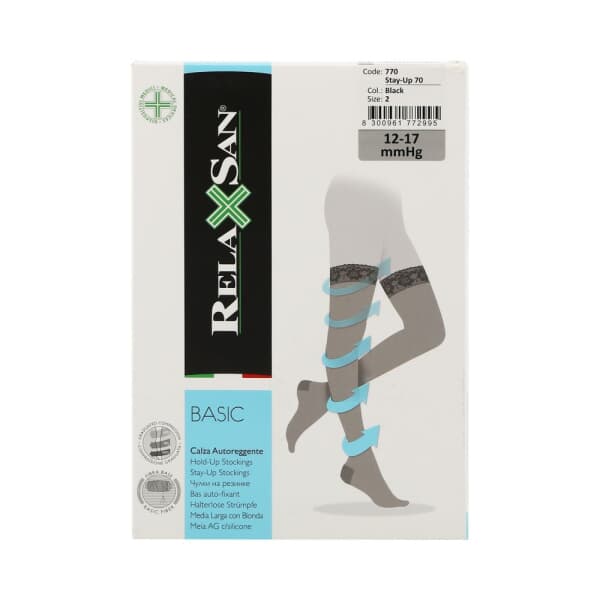 Code: 770
Stay-Up 70
Col.: Black
Size: 2
8 300961 772995
12-17
mmHg
RELAXSAN®
BASIC
Calza Autoreggente
Hold-Up Stockings
Stay-Up Stockings
Чулки на резинке
Bas auto-fixant
Halterlose Strümpfe
Media Larga con Blonda
Meia AG c/silicone
FIBRA BASE
BASIC FIBER